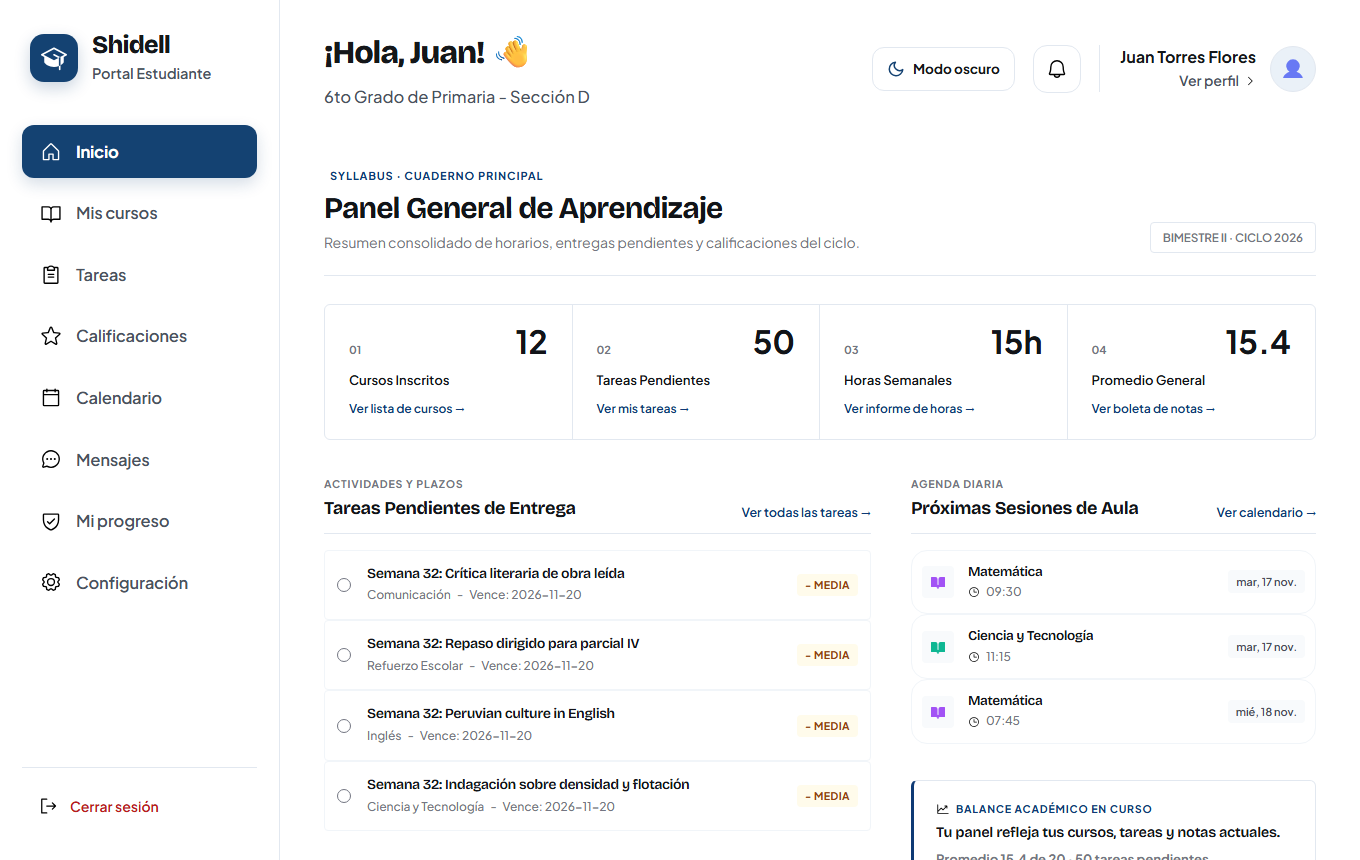 Shidell
Portal Estudiante
Inicio
Mis cursos
Tareas
Calificaciones
Calendario
Mensajes
Mi progreso
Configuración
Cerrar sesión
¡Hola, Juan! 👋
6to Grado de Primaria - Sección D
Modo oscuro
Juan Torres Flores
Ver perfil >
SYLLABUS · CUADERNO PRINCIPAL
Panel General de Aprendizaje
Resumen consolidado de horarios, entregas pendientes y calificaciones del ciclo.
BIMESTRE II · CICLO 2026
01 12
Cursos Inscritos
Ver lista de cursos →
02 50
Tareas Pendientes
Ver mis tareas →
03 15h
Horas Semanales
Ver informe de horas →
04 15.4
Promedio General
Ver boleta de notas →
ACTIVIDADES Y PLAZOS
Tareas Pendientes de Entrega
Ver todas las tareas →
Semana 32: Crítica literaria de obra leída
Comunicación – Vence: 2026-11-20
– MEDIA
Semana 32: Repaso dirigido para parcial IV
Refuerzo Escolar – Vence: 2026-11-20
– MEDIA
Semana 32: Peruvian culture in English
Inglés – Vence: 2026-11-20
– MEDIA
Semana 32: Indagación sobre densidad y flotación
Ciencia y Tecnología – Vence: 2026-11-20
– MEDIA
AGENDA DIARIA
Próximas Sesiones de Aula
Ver calendario →
Matemática
09:30
mar, 17 nov.
Ciencia y Tecnología
11:15
mar, 17 nov.
Matemática
07:45
mié, 18 nov.
BALANCE ACADÉMICO EN CURSO
Tu panel refleja tus cursos, tareas y notas actuales.
Promedio 15.4 de 20 · 50 tareas pendientes